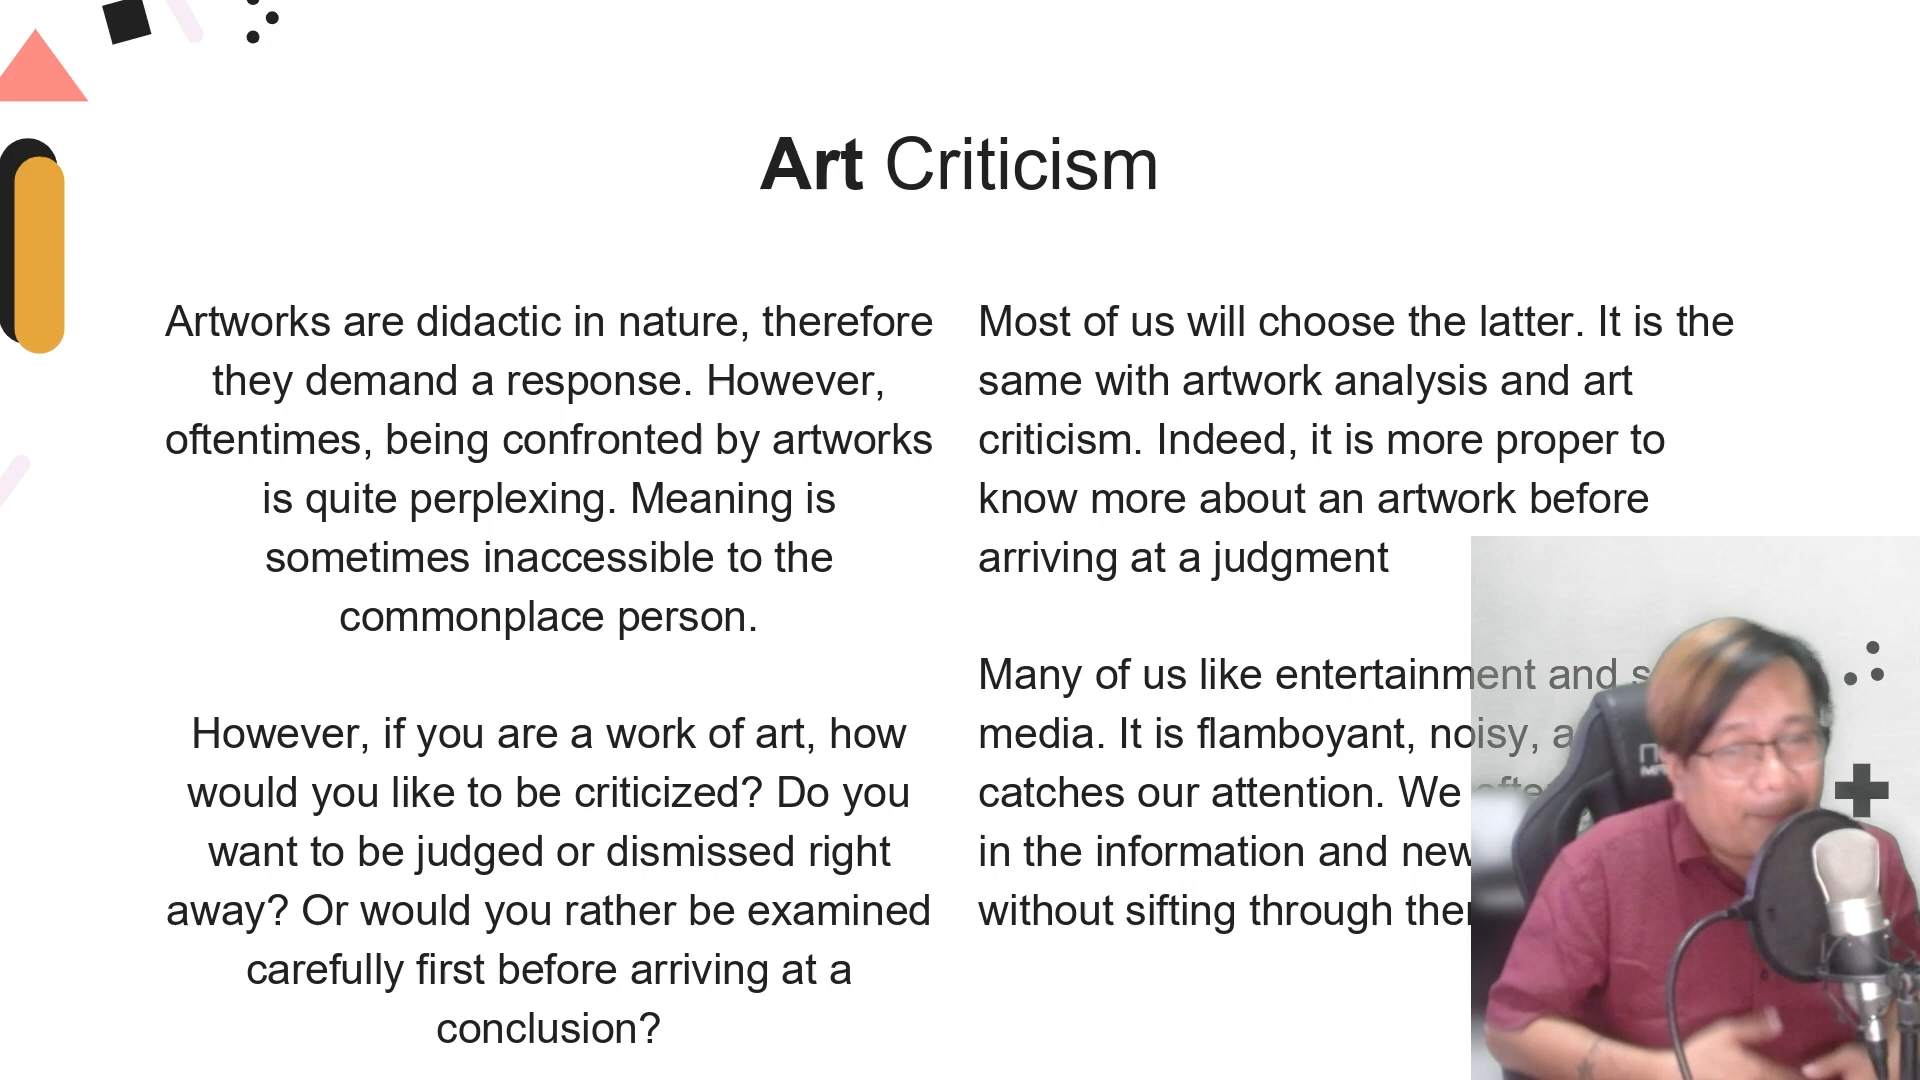 Art Criticism
Artworks are didactic in nature, therefore
they demand a response. However,
oftentimes, being confronted by artworks
is quite perplexing. Meaning is
sometimes inaccessible to the
commonplace person.
However, if you are a work of art, how
would you like to be criticized? Do you
want to be judged or dismissed right
away? Or would you rather be examined
carefully first before arriving at a
conclusion?
Most of us will choose the latter. It is the
same with artwork analysis and art
criticism. Indeed, it is more proper to
know more about an artwork before
arriving at a judgment
Many of us like entertainment and
media. It is flamboyant, noisy,
catches our attention. We
in the information and
without sifting through